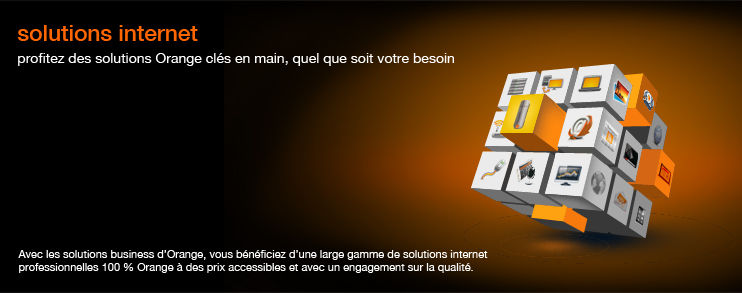 solutions internet
profitez des solutions Orange clés en main, quel que soit votre besoin
Avec les solutions business d'Orange, vous bénéficiez d'une large gamme de solutions internet
professionnelles 100 % Orange à des prix accessibles et avec un engagement sur la qualité.